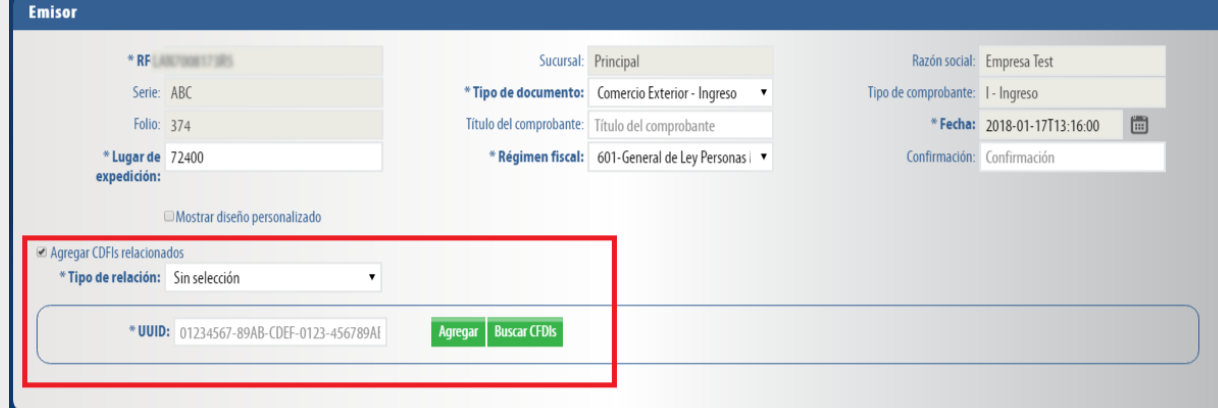 Emisor
* RF Sucursal: Principal Razón social: Empresa Test
Serie: ABC * Tipo de documento: Comercio Exterior - Ingreso Tipo de comprobante: I - Ingreso
Folio: 374 Título del comprobante: Título del comprobante * Fecha: 2018-01-17T13:16:00
* Lugar de expedición: 72400 * Régimen fiscal: 601-General de Ley Personas Confirmación: Confirmación
Mostrar diseño personalizado
Agregar CDFIs relacionados
* Tipo de relación: Sin selección
* UUID: 01234567-89AB-CDEF-0123-456789AB Agregar Buscar CFDIs